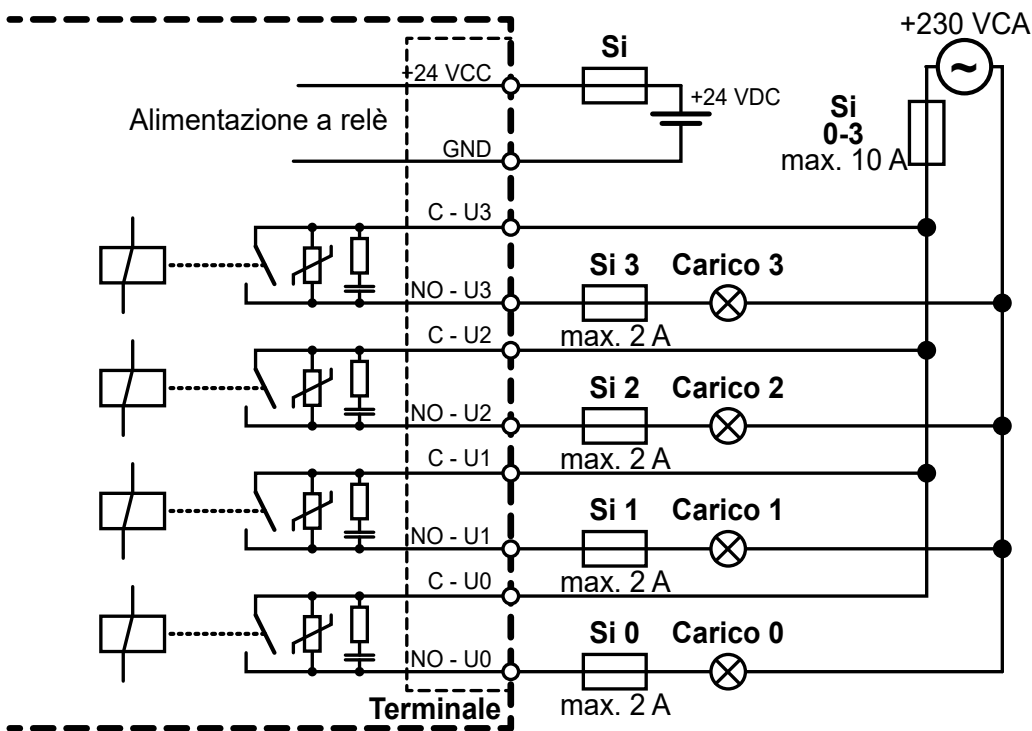 +230 VCA
~
Si
+24 VCC
+24 VDC
Si
0-3
max. 10 A
Alimentazione a relè
GND
C - U3
Si 3 Carico 3
NO - U3
max. 2 A
C - U2
Si 2 Carico 2
NO - U2
max. 2 A
C - U1
Si 1 Carico 1
NO - U1
max. 2 A
C - U0
Si 0 Carico 0
NO - U0
max. 2 A
Terminale